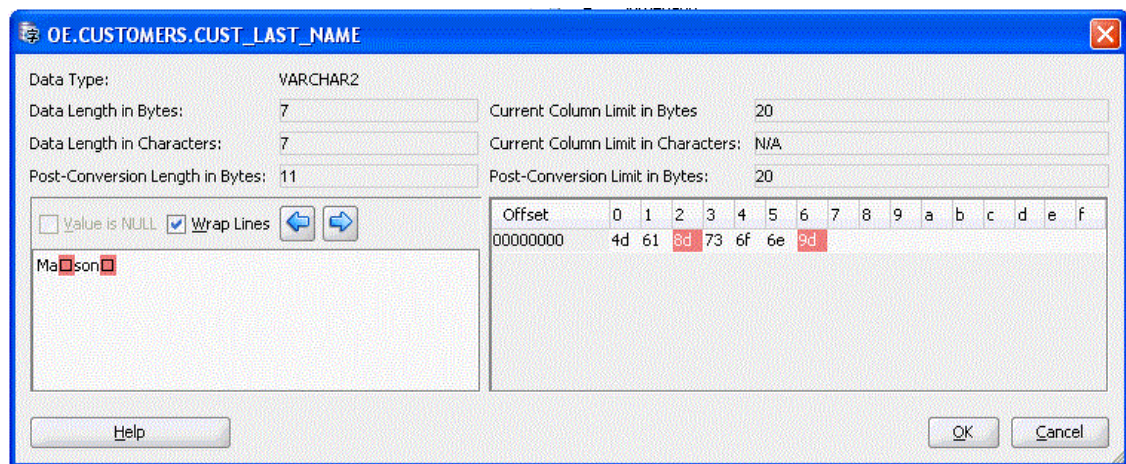 OE.CUSTOMERS.CUST_LAST_NAME
Data Type: VARCHAR2
Data Length in Bytes: 7 Current Column Limit in Bytes 20
Data Length in Characters: 7 Current Column Limit in Characters: N/A
Post-Conversion Length in Bytes: 11 Post-Conversion Limit in Bytes: 20
Value is NULL Wrap Lines
Offset 0 1 2 3 4 5 6 7 8 9 a b c d e f
00000000 4d 61 8d 73 6f 6e 9d
Ma□son□
Help OK Cancel